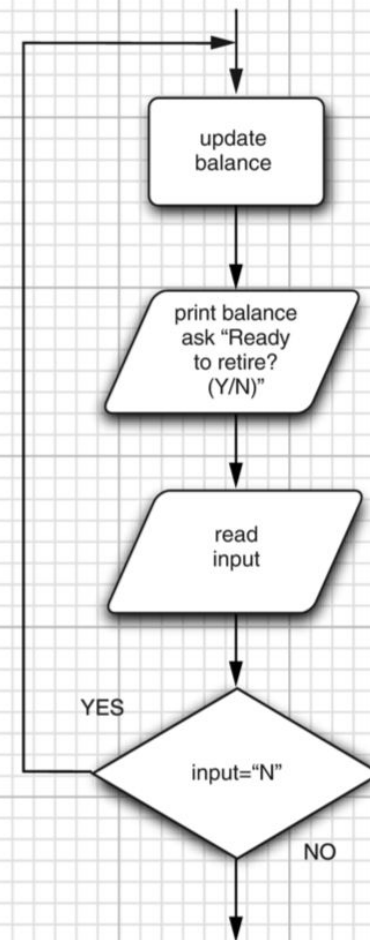 update
balance
print balance
ask “Ready
to retire?
(Y/N)”
read
input
YES
input=“N”
NO